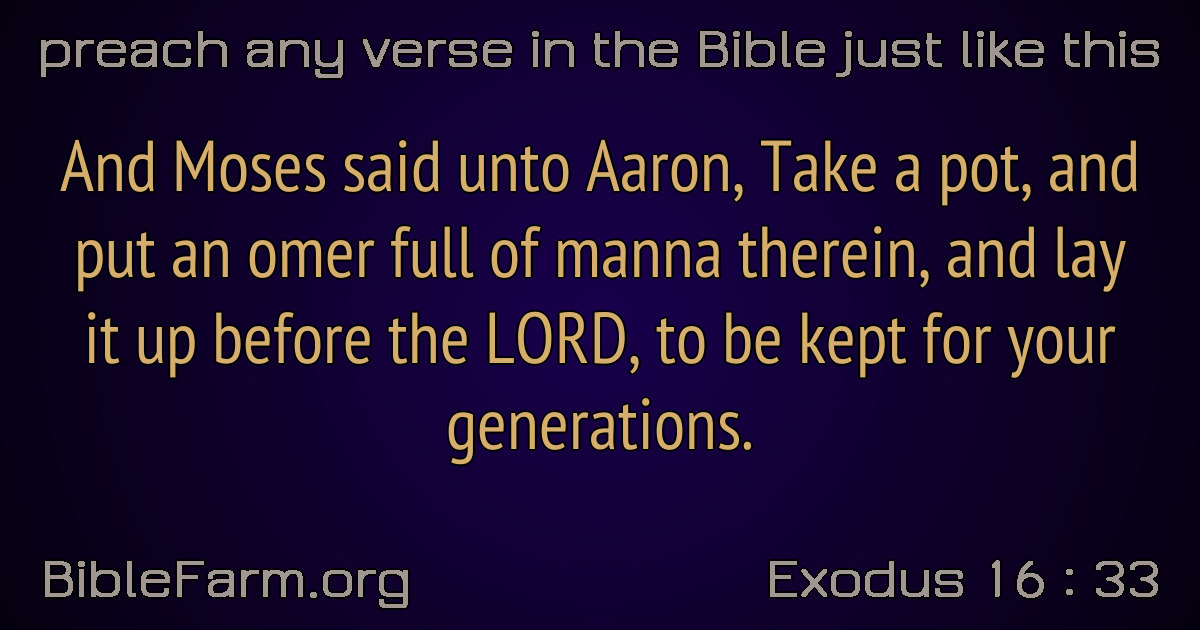 preach any verse in the Bible just like this
And Moses said unto Aaron, Take a pot, and
put an omer full of manna therein, and lay
it up before the LORD, to be kept for your
generations.
BibleFarm.org
Exodus 16 : 33